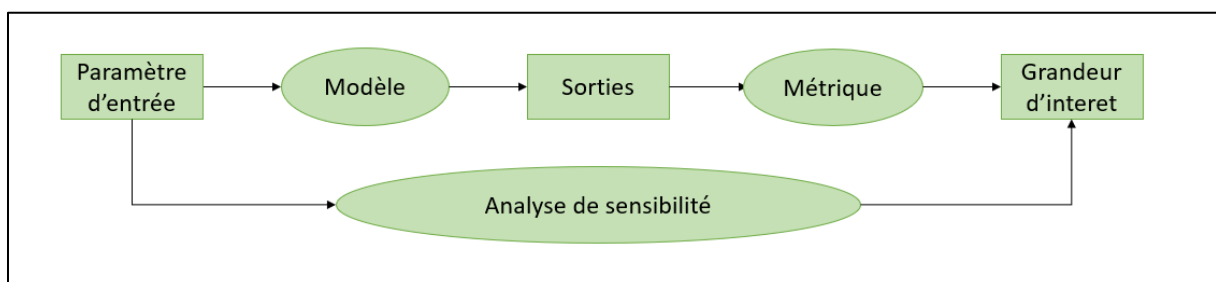 Paramètre
d'entrée
Modèle
Sorties
Métrique
Grandeur
d'interet
Analyse de sensibilité